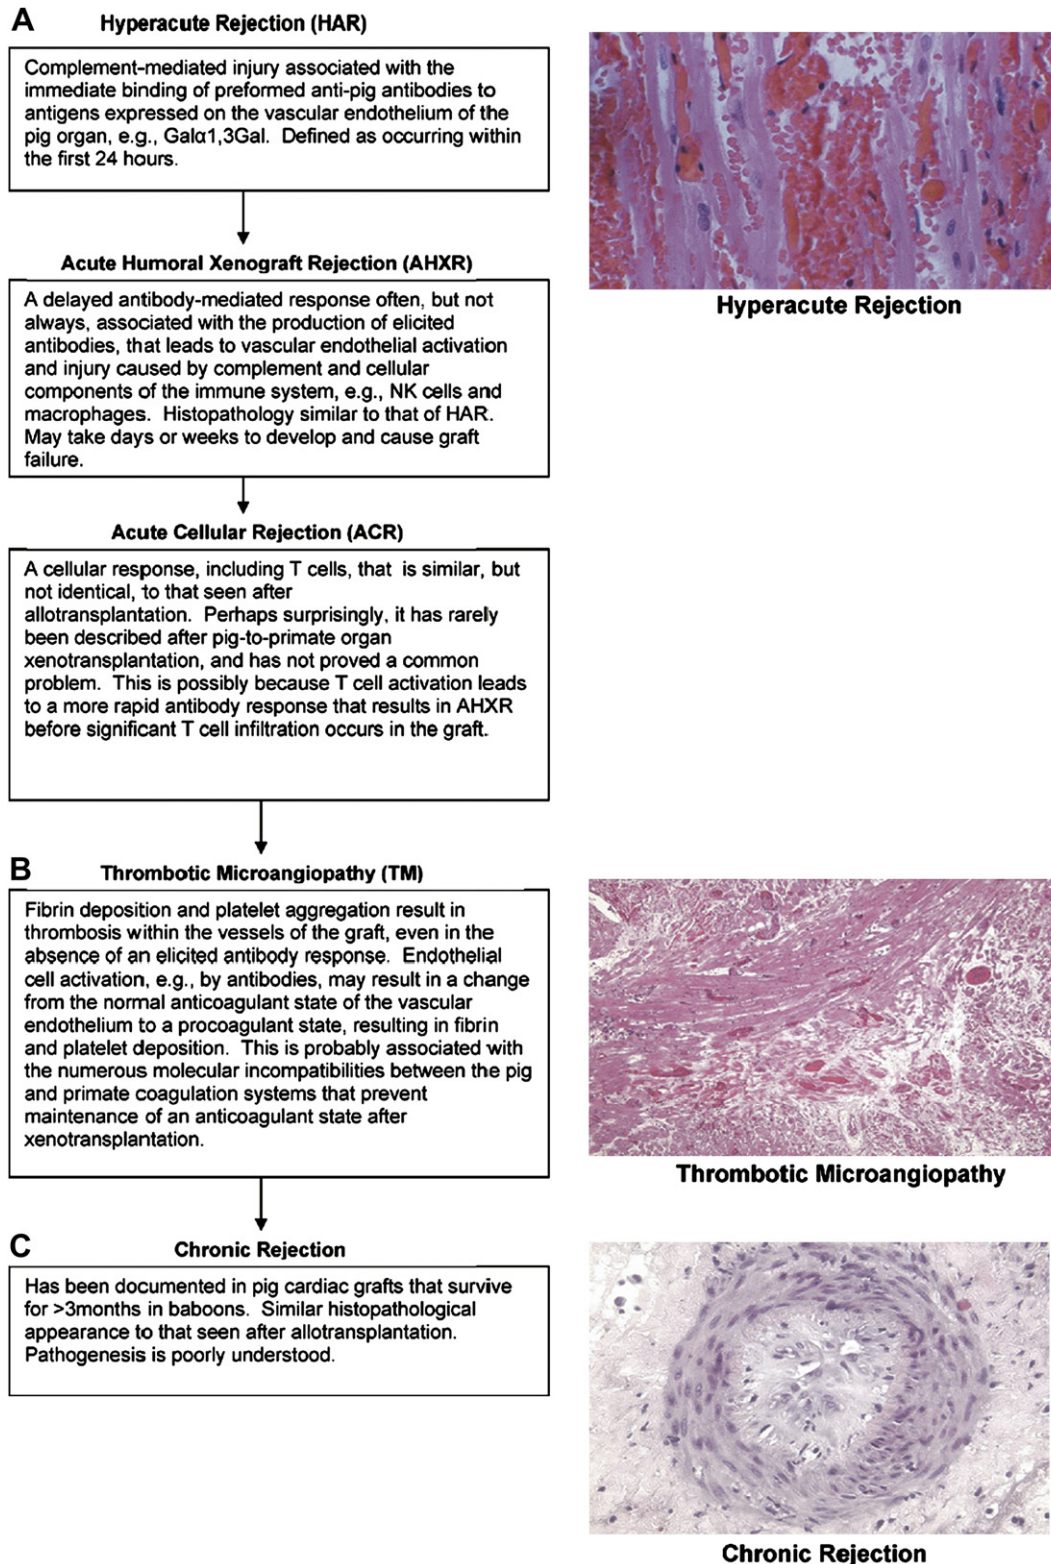 A
Hyperacute Rejection (HAR)
Complement-mediated injury associated with the
immediate binding of preformed anti-pig antibodies to
antigens expressed on the vascular endothelium of the
pig organ, e.g., Galα1,3Gal. Defined as occurring within
the first 24 hours.
Hyperacute Rejection
Acute Humoral Xenograft Rejection (AHXR)
A delayed antibody-mediated response often, but not
always, associated with the production of elicited
antibodies, that leads to vascular endothelial activation
and injury caused by complement and cellular
components of the immune system, e.g., NK cells and
macrophages. Histopathology similar to that of HAR.
May take days or weeks to develop and cause graft
failure.
Acute Cellular Rejection (ACR)
A cellular response, including T cells, that is similar, but
not identical, to that seen after
allotransplantation. Perhaps surprisingly, it has rarely
been described after pig-to-primate organ
xenotransplantation, and has not proved a common
problem. This is possibly because T cell activation leads
to a more rapid antibody response that results in AHXR
before significant T cell infiltration occurs in the graft.
B
Thrombotic Microangiopathy (TM)
Fibrin deposition and platelet aggregation result in
thrombosis within the vessels of the graft, even in the
absence of an elicited antibody response. Endothelial
cell activation, e.g., by antibodies, may result in a change
from the normal anticoagulant state of the vascular
endothelium to a procoagulant state, resulting in fibrin
and platelet deposition. This is probably associated with
the numerous molecular incompatibilities between the pig
and primate coagulation systems that prevent
maintenance of an anticoagulant state after
xenotransplantation.
Thrombotic Microangiopathy
C
Chronic Rejection
Has been documented in pig cardiac grafts that survive
for >3months in baboons. Similar histopathological
appearance to that seen after allotransplantation.
Pathogenesis is poorly understood.
Chronic Rejection